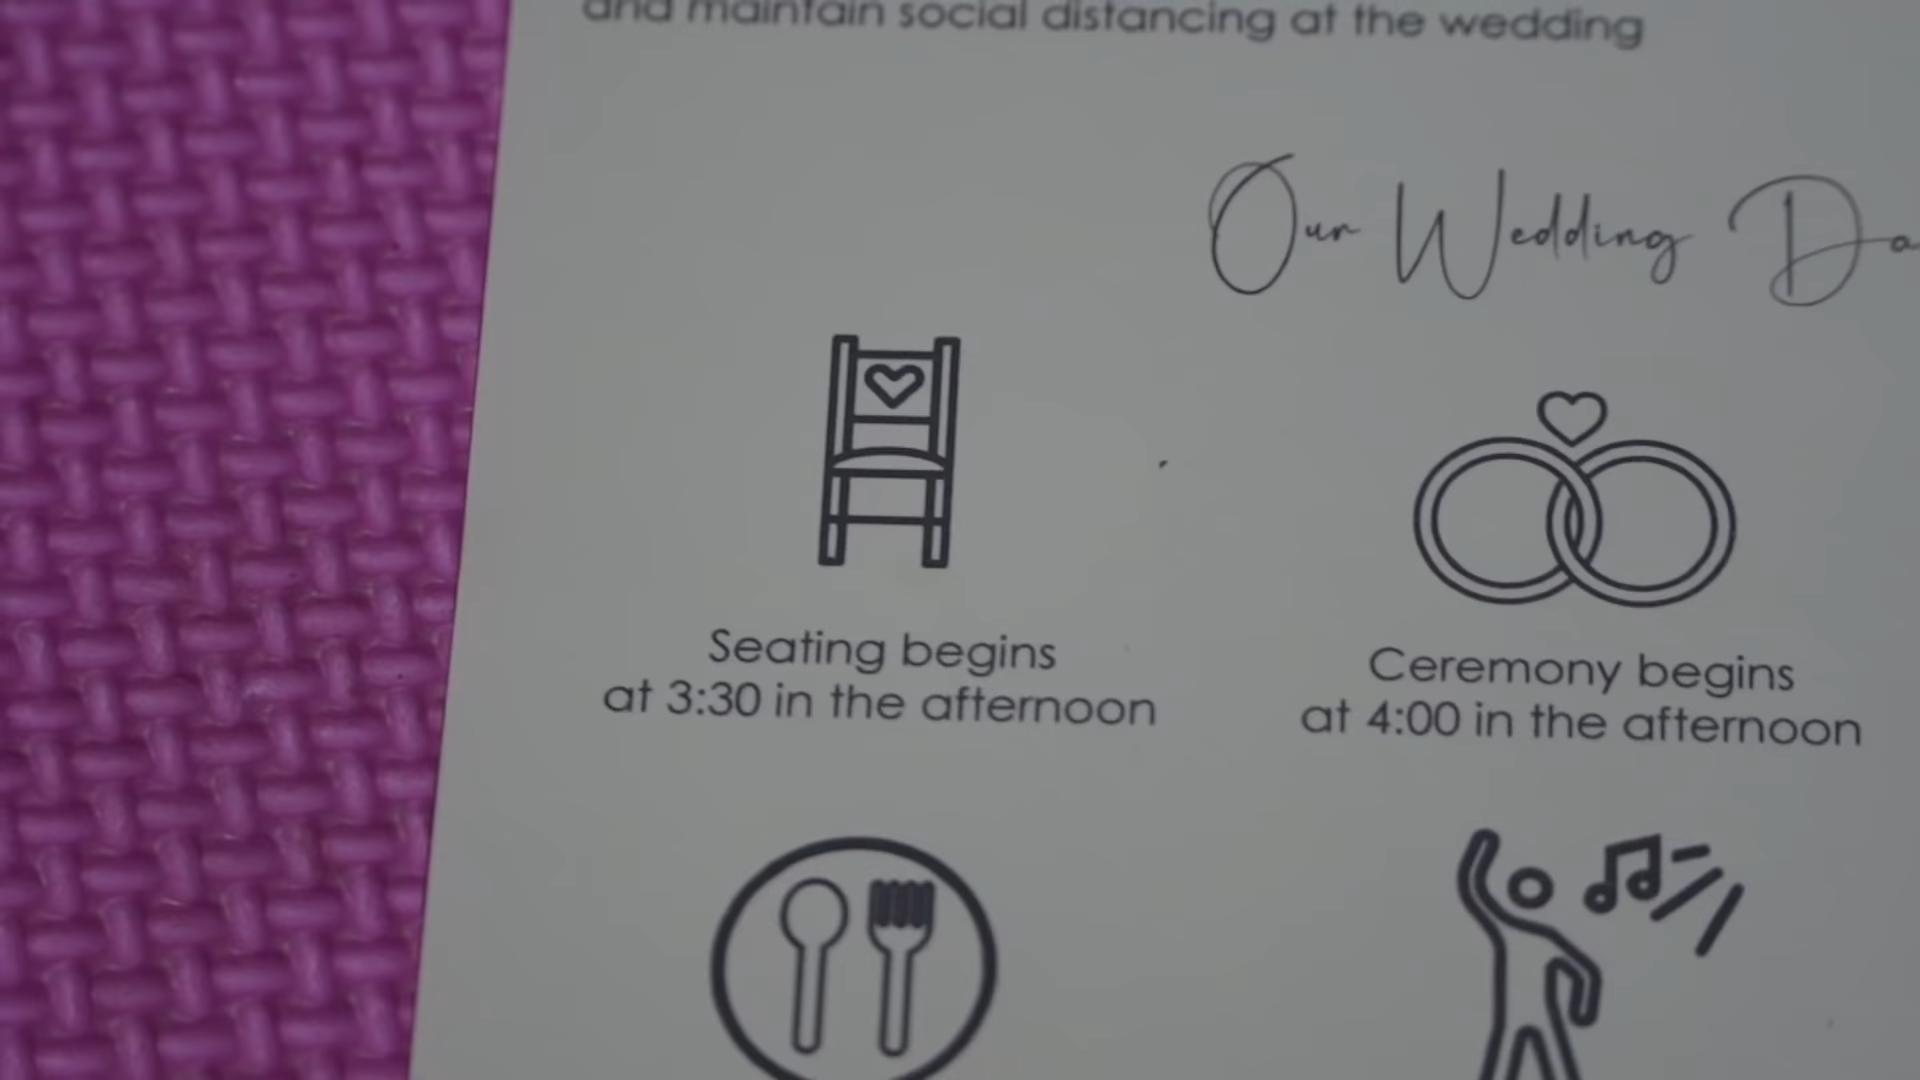 and maintain social distancing at the wedding
Our Wedding
Seating begins
at 3:30 in the afternoon
Ceremony begins
at 4:00 in the afternoon